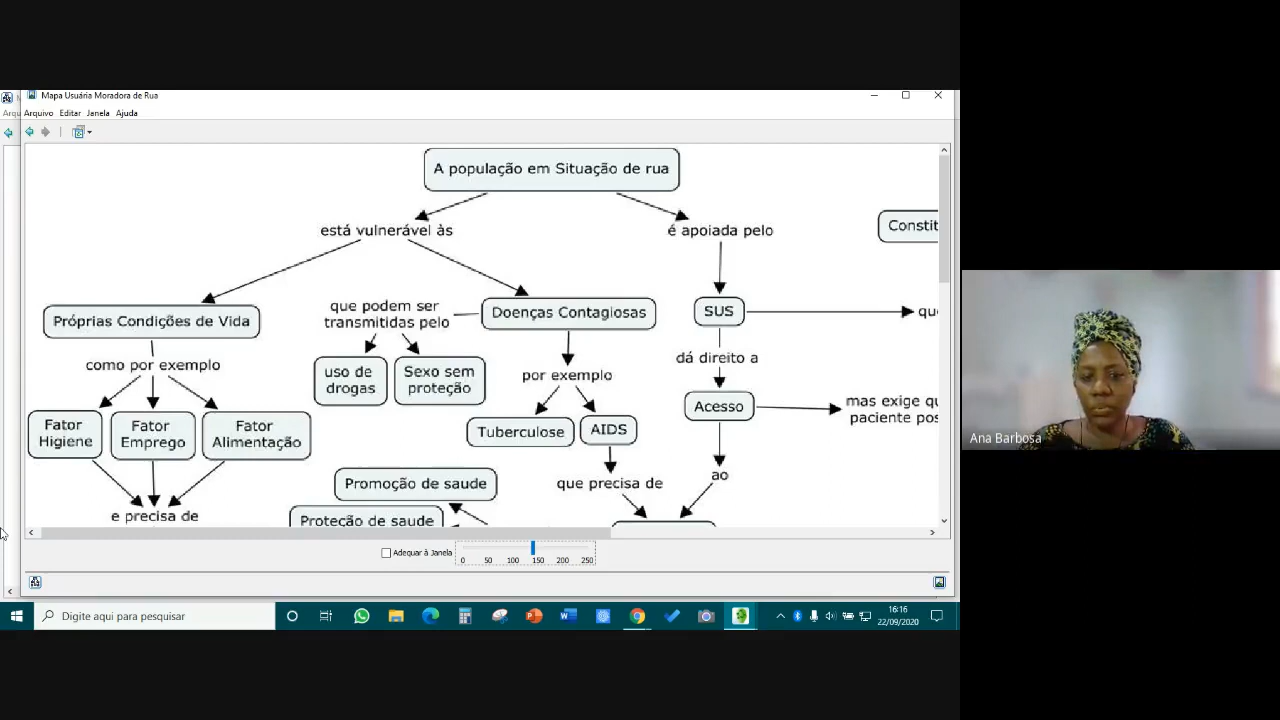 Mapa Usuária Moradora de Rua
Arquivo Editar Janela Ajuda
A população em Situação de rua
está vulnerável às
é apoiada pelo
Constit
Próprias Condições de Vida
que podem ser
transmitidas pelo
Doenças Contagiosas
SUS
que
como por exemplo
uso de
drogas
Sexo sem
proteção
por exemplo
dá direito a
Fator
Higiene
Fator
Emprego
Fator
Alimentação
Tuberculose
AIDS
Acesso
mas exige qu
paciente pos
e precisa de
Promoção de saude
Proteção de saude
que precisa de
ao
Adequar à Janela
0 50 100 150 200 250
Digite aqui para pesquisar
16:16
22/09/2020
Ana Barbosa